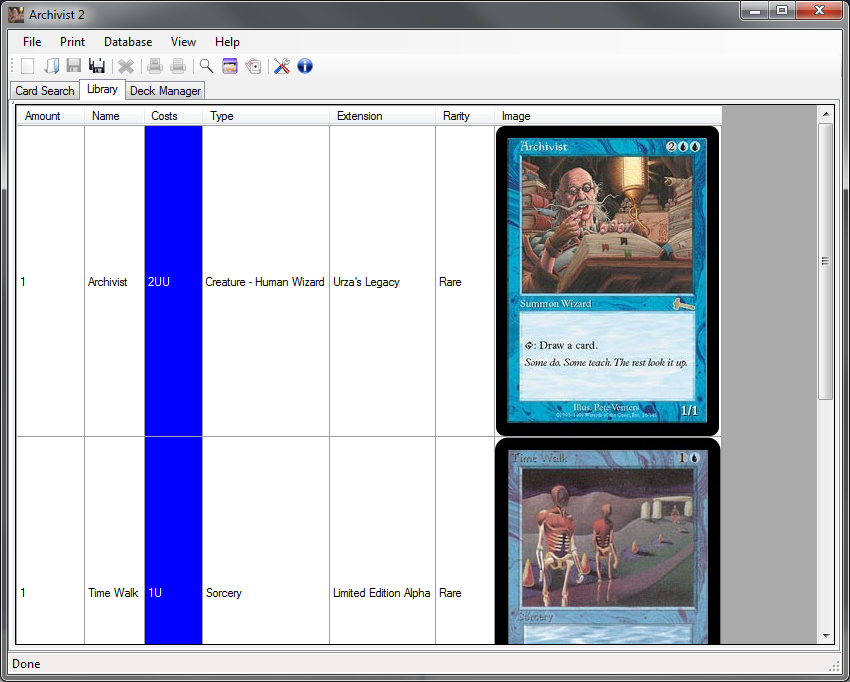 Archivist 2
File Print Database View Help
Card Search Library Deck Manager
Amount Name Costs Type Extension Rarity Image
Archivist 2
1 Archivist 2UU Creature - Human Wizard Urza's Legacy Rare
Summon Wizard
: Draw a card.
Some do. Some teach. The rest look it up.
Illus. Pete Venters
1/1
Time Walk 1
1 Time Walk 1U Sorcery Limited Edition Alpha Rare
Sorcery
Done